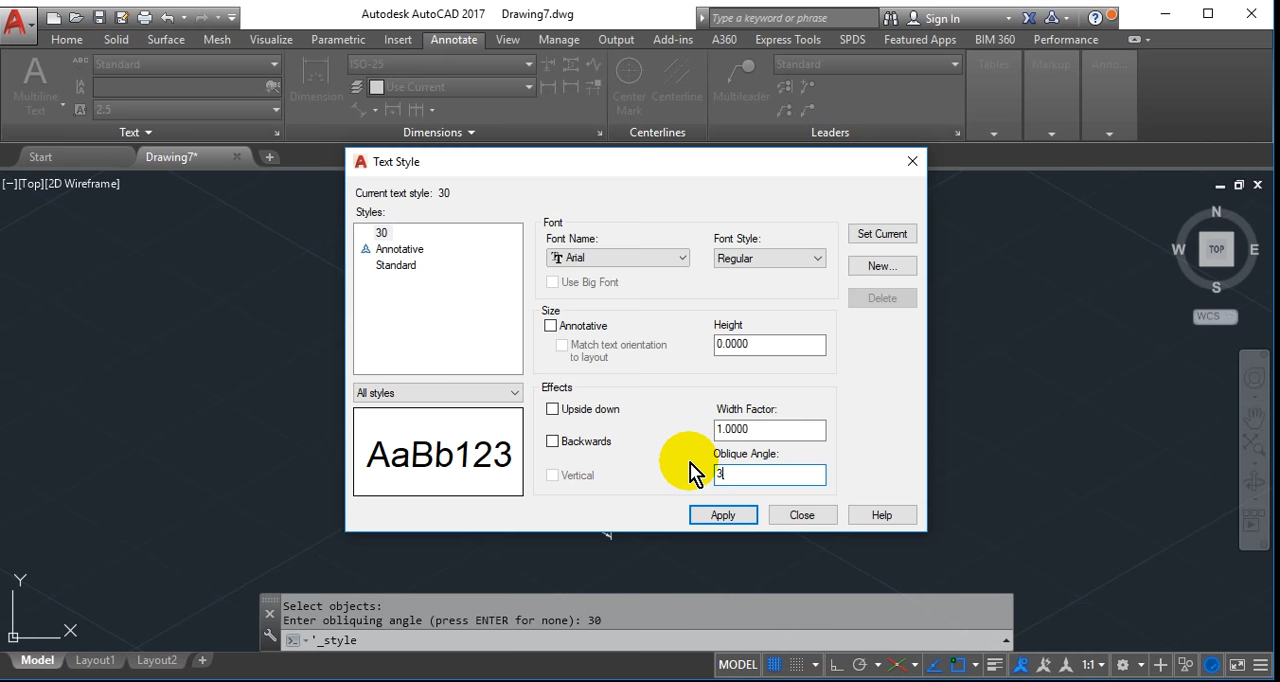 Autodesk AutoCAD 2017 Drawing7.dwg
Type a keyword or phrase
Sign In
Home Solid Surface Mesh Visualize Parametric Insert Annotate View Manage Output Add-ins A360 Express Tools SPDS Featured Apps BIM 360 Performance
Multiline
Text
Standard
2.5
Text
Dimension
ISO-25
Use Current
Dimensions
Center
Mark
Centerline
Centerlines
Multileader
Standard
Leaders
Tables
Markup
Anno...
Start
Drawing7*
[−][Top][2D Wireframe]
Text Style
Current text style: 30
Styles:
30
Annotative
Standard
All styles
AaBb123
Font
Font Name:
Arial
Font Style:
Regular
Use Big Font
Size
Annotative
Match text orientation
to layout
Height
0.0000
Effects
Upside down
Backwards
Vertical
Width Factor:
1.0000
Oblique Angle:
3
Set Current
New...
Delete
Apply
Close
Help
N
W TOP E
S
WCS
Y
X
Select objects:
Enter obliquing angle (press ENTER for none): 30
'_style
Model Layout1 Layout2 +
MODEL
1:1